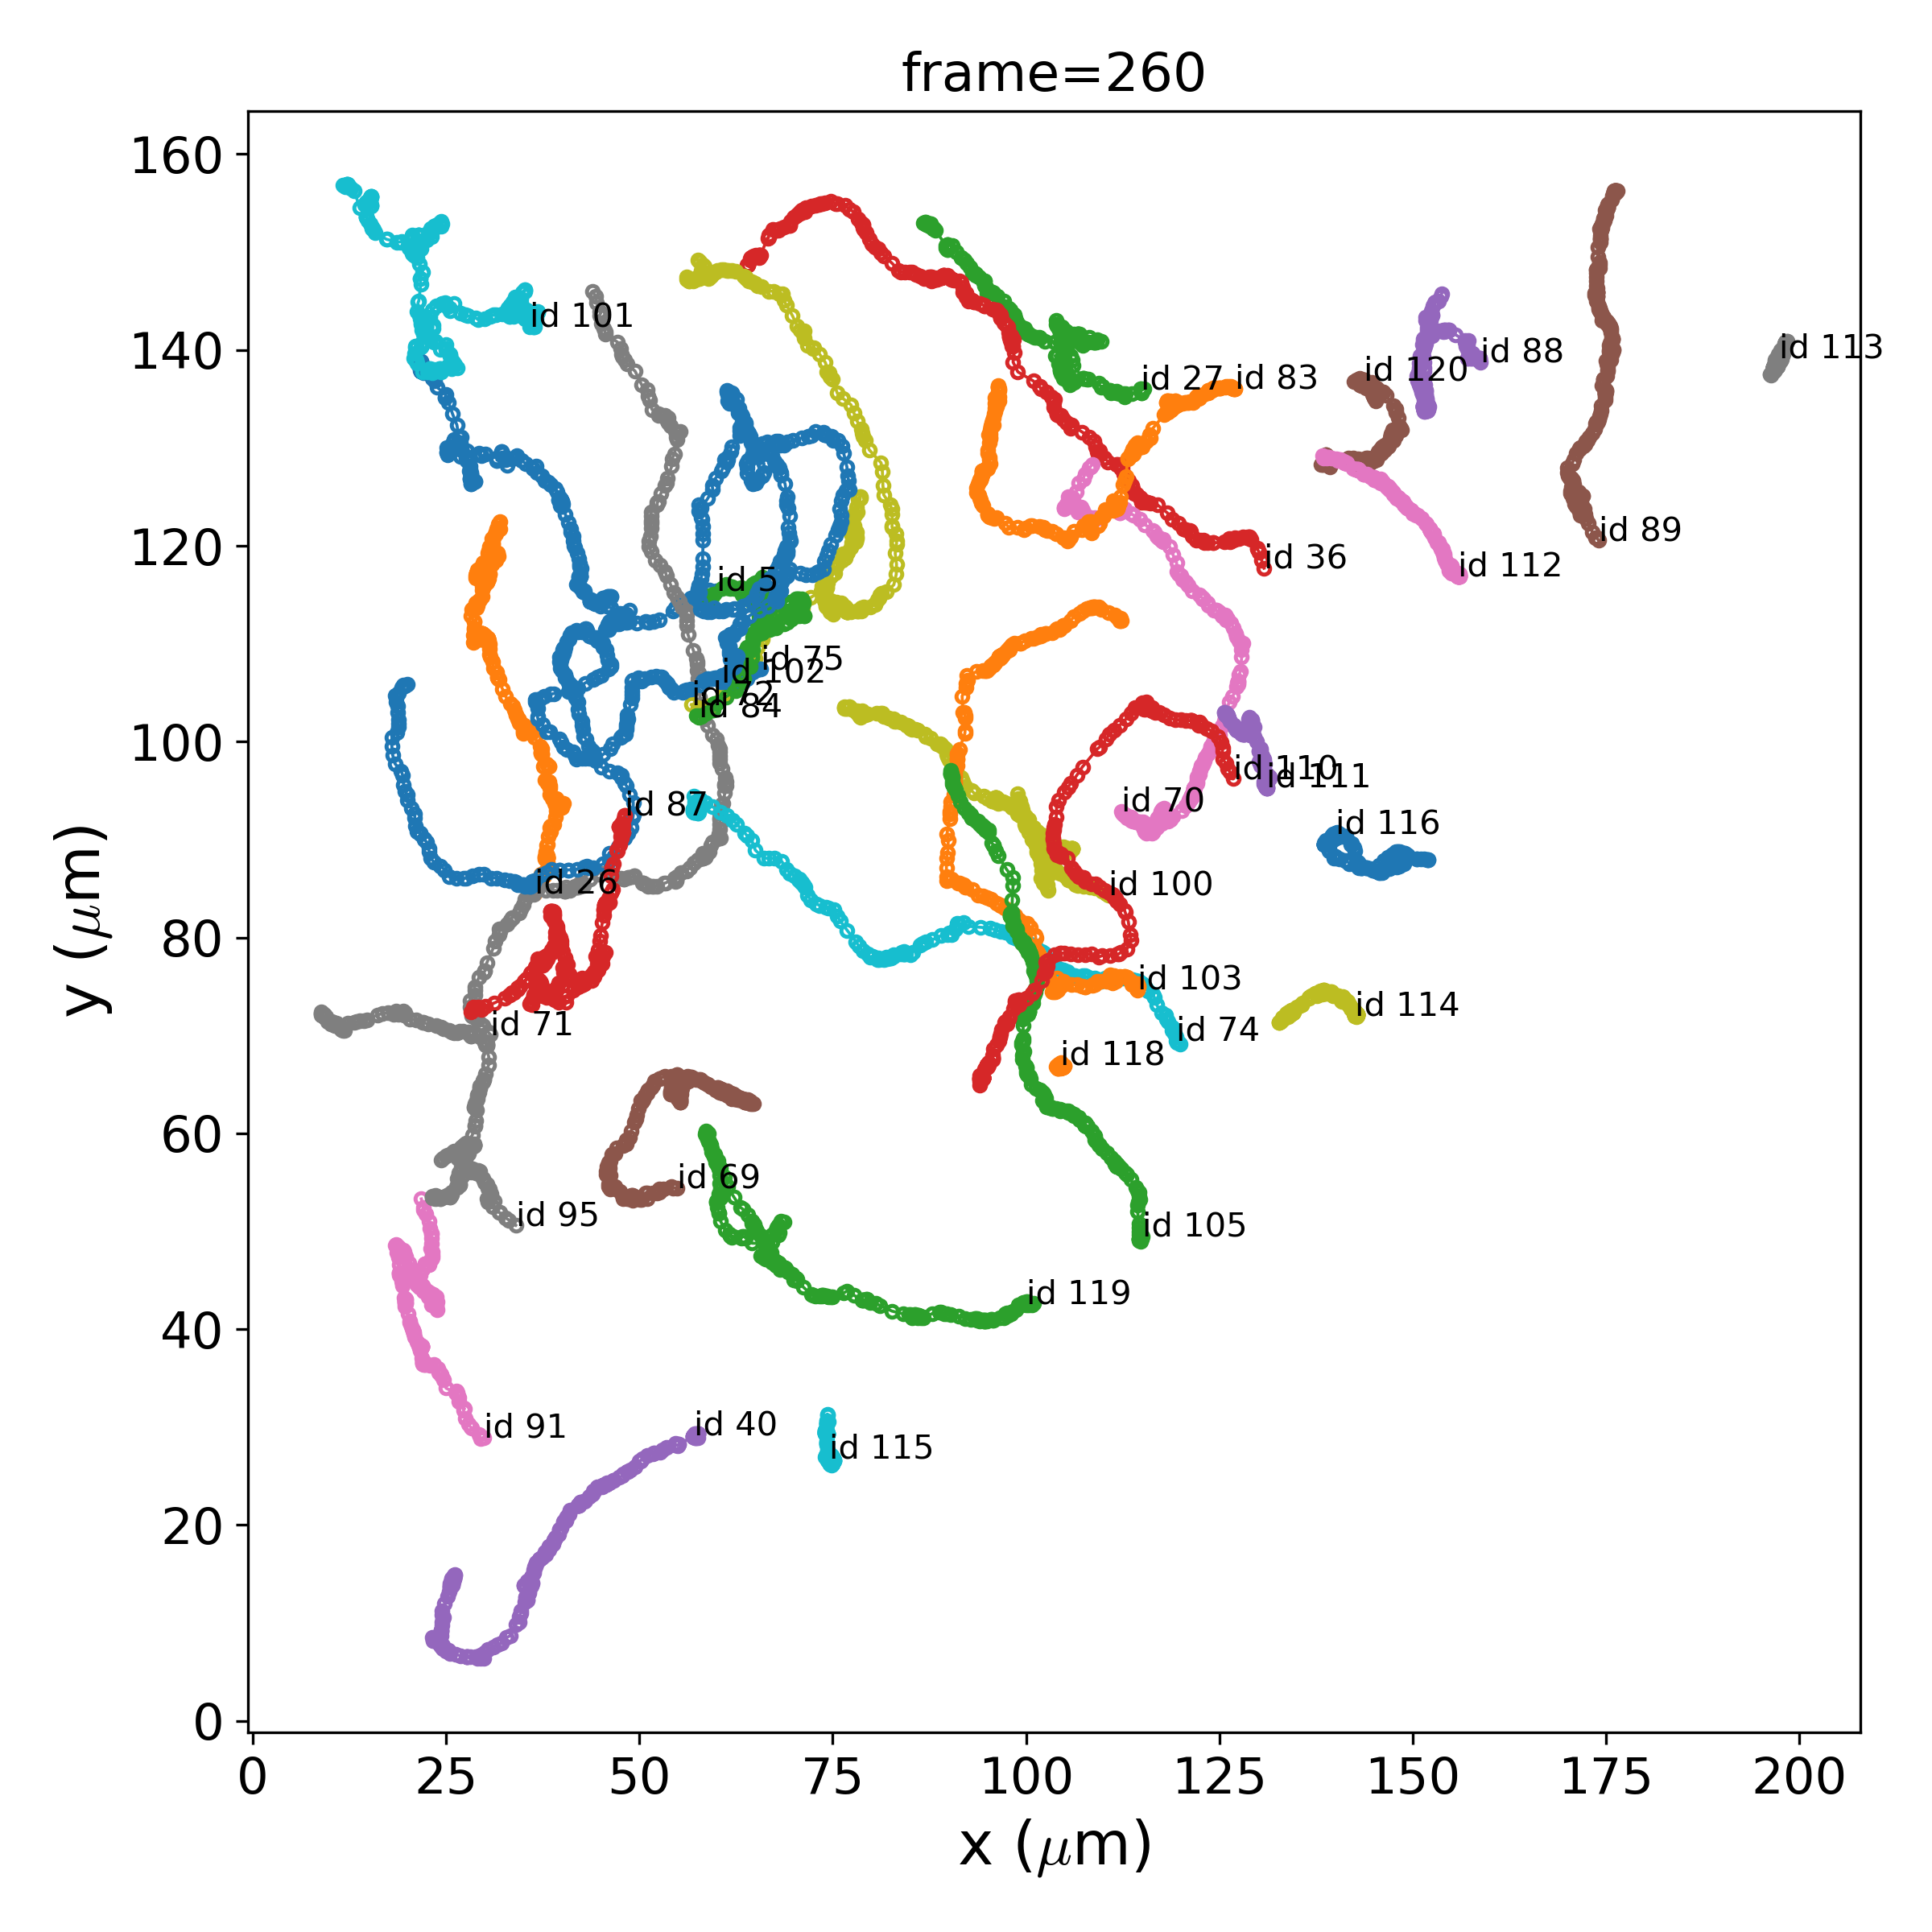 frame=260
160
140
120
100
80
60
40
20
0
y (μm)
id 101
id 27
id 83
id 120
id 88
id 113
id 36
id 112
id 89
id 5
id 75
id 102
id 72
id 84
id 110
id 111
id 87
id 70
id 116
id 26
id 100
id 103
id 71
id 74
id 114
id 118
id 69
id 95
id 105
id 119
id 91
id 40
id 115
0 25 50 75 100 125 150 175 200
x (μm)